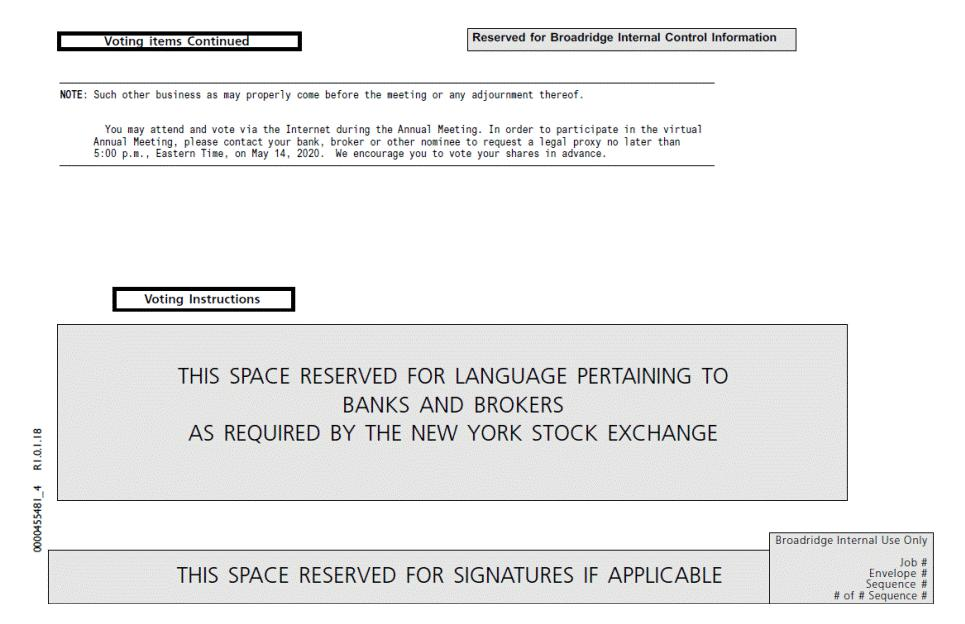 Voting items Continued
Reserved for Broadridge Internal Control Information
NOTE: Such other business as may properly come before the meeting or any adjournment thereof.
You may attend and vote via the Internet during the Annual Meeting. In order to participate in the virtual
Annual Meeting, please contact your bank, broker or other nominee to request a legal proxy no later than
5:00 p.m., Eastern Time, on May 14, 2020. We encourage you to vote your shares in advance.
Voting Instructions
THIS SPACE RESERVED FOR LANGUAGE PERTAINING TO
BANKS AND BROKERS
AS REQUIRED BY THE NEW YORK STOCK EXCHANGE
0000455481_4 R1.0.1.18
THIS SPACE RESERVED FOR SIGNATURES IF APPLICABLE
Broadridge Internal Use Only
Job #
Envelope #
Sequence #
# of # Sequence #